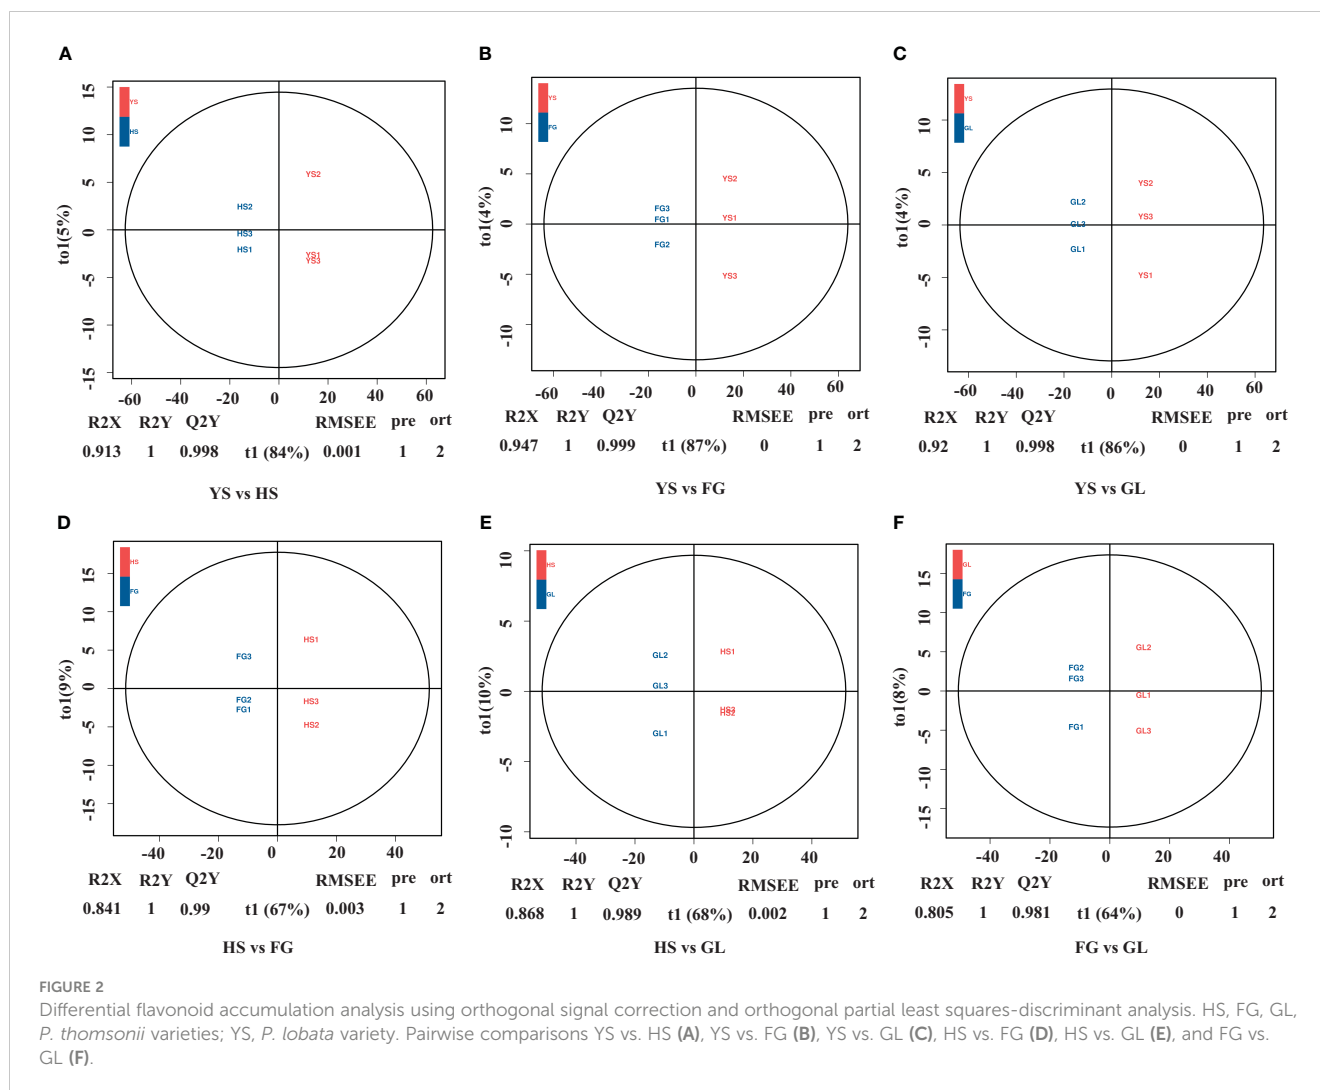 A
15
10
5
0
-5
-10
-15
to1(5%)
YS
HS
YS2
HS2
HS3
HS1
YS1
YS3
-60 -40 -20 0 20 40 60
R2X R2Y Q2Y RMSEE pre ort
0.913 1 0.998 t1 (84%) 0.001 1 2
YS vs HS
B
10
5
0
-5
-10
to1(4%)
YS
FG
YS2
FG3
FG1
YS1
FG2
YS3
-60 -40 -20 0 20 40 60
R2X R2Y Q2Y RMSEE pre ort
0.947 1 0.999 t1 (87%) 0 1 2
YS vs FG
C
10
5
0
-5
-10
to1(4%)
YS
GL
YS2
GL2
YS3
GL3
GL1
YS1
-60 -40 -20 0 20 40 60
R2X R2Y Q2Y RMSEE pre ort
0.92 1 0.998 t1 (86%) 0 1 2
YS vs GL
D
15
10
5
0
-5
-10
-15
to1(9%)
HS
FG
HS1
FG3
FG2
HS3
FG1
HS2
-40 -20 0 20 40
R2X R2Y Q2Y RMSEE pre ort
0.841 1 0.99 t1 (67%) 0.003 1 2
HS vs FG
E
10
5
0
-5
-10
to1(10%)
HS
GL
HS1
GL2
GL3
HS3
HS2
GL1
-40 -20 0 20 40
R2X R2Y Q2Y RMSEE pre ort
0.868 1 0.989 t1 (68%) 0.002 1 2
HS vs GL
F
15
10
5
0
-5
-10
-15
to1(8%)
GL
FG
GL2
FG2
FG3
GL1
FG1
GL3
-40 -20 0 20 40
R2X R2Y Q2Y RMSEE pre ort
0.805 1 0.981 t1 (64%) 0 1 2
FG vs GL
FIGURE 2
Differential flavonoid accumulation analysis using orthogonal signal correction and orthogonal partial least squares-discriminant analysis. HS, FG, GL,
P. thomsonii varieties; YS, P. lobata variety. Pairwise comparisons YS vs. HS (A), YS vs. FG (B), YS vs. GL (C), HS vs. FG (D), HS vs. GL (E), and FG vs.
GL (F).